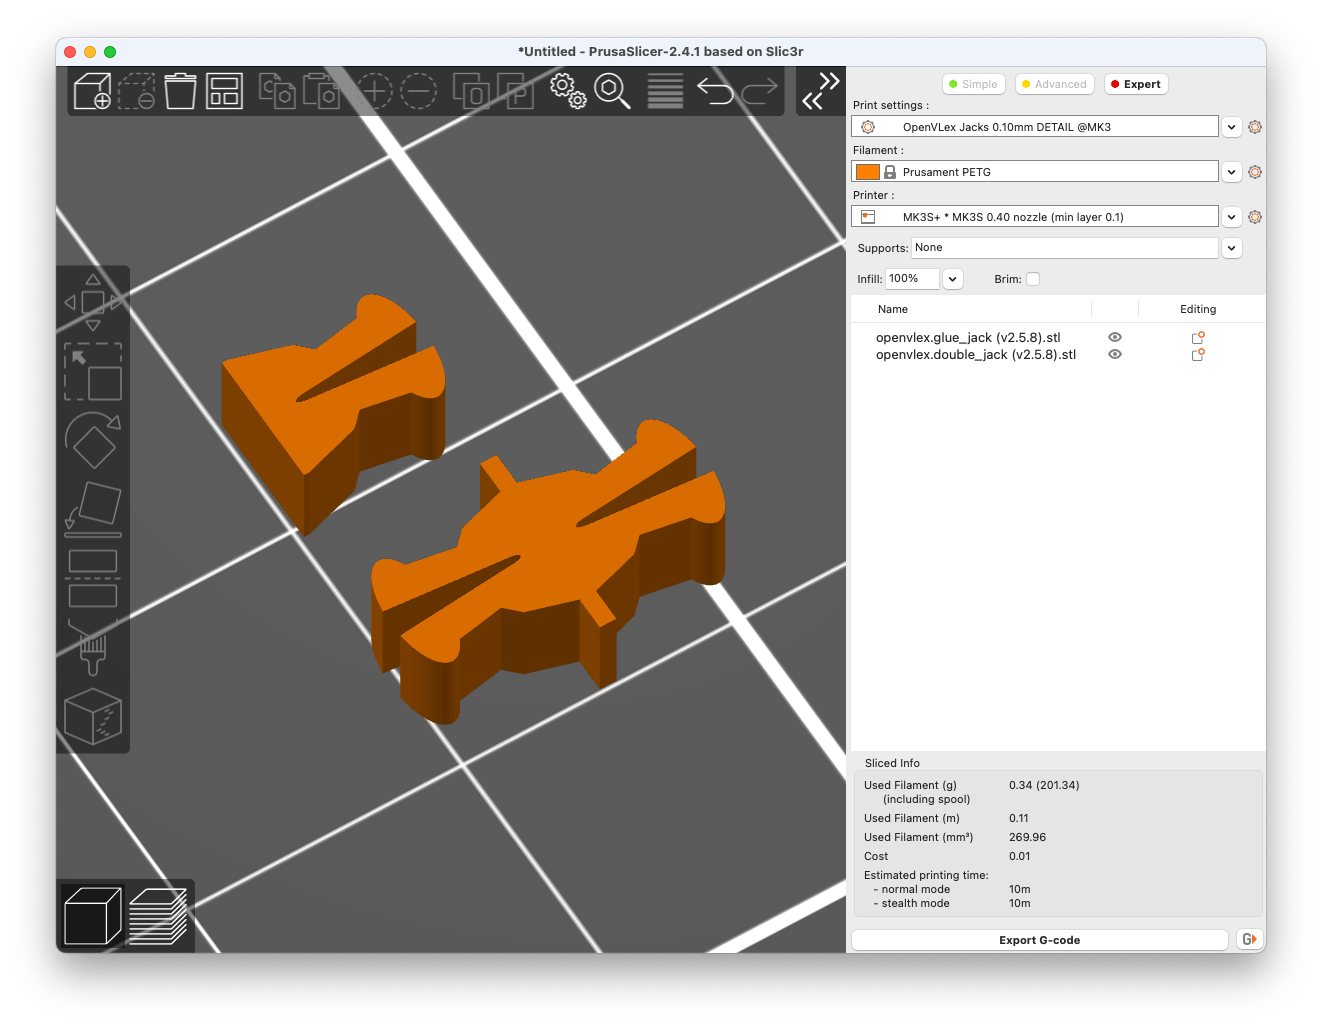 *Untitled - PrusaSlicer-2.4.1 based on Slic3r
Simple Advanced Expert
Print settings :
OpenVLex Jacks 0.10mm DETAIL @MK3
Filament :
Prusament PETG
Printer :
MK3S+ * MK3S 0.40 nozzle (min layer 0.1)
Supports: None
Infill: 100% Brim:
Name Editing
openvlex.glue_jack (v2.5.8).stl
openvlex.double_jack (v2.5.8).stl
Sliced Info
Used Filament (g) 0.34 (201.34)
(including spool)
Used Filament (m) 0.11
Used Filament (mm³) 269.96
Cost 0.01
Estimated printing time:
- normal mode 10m
- stealth mode 10m
Export G-code G